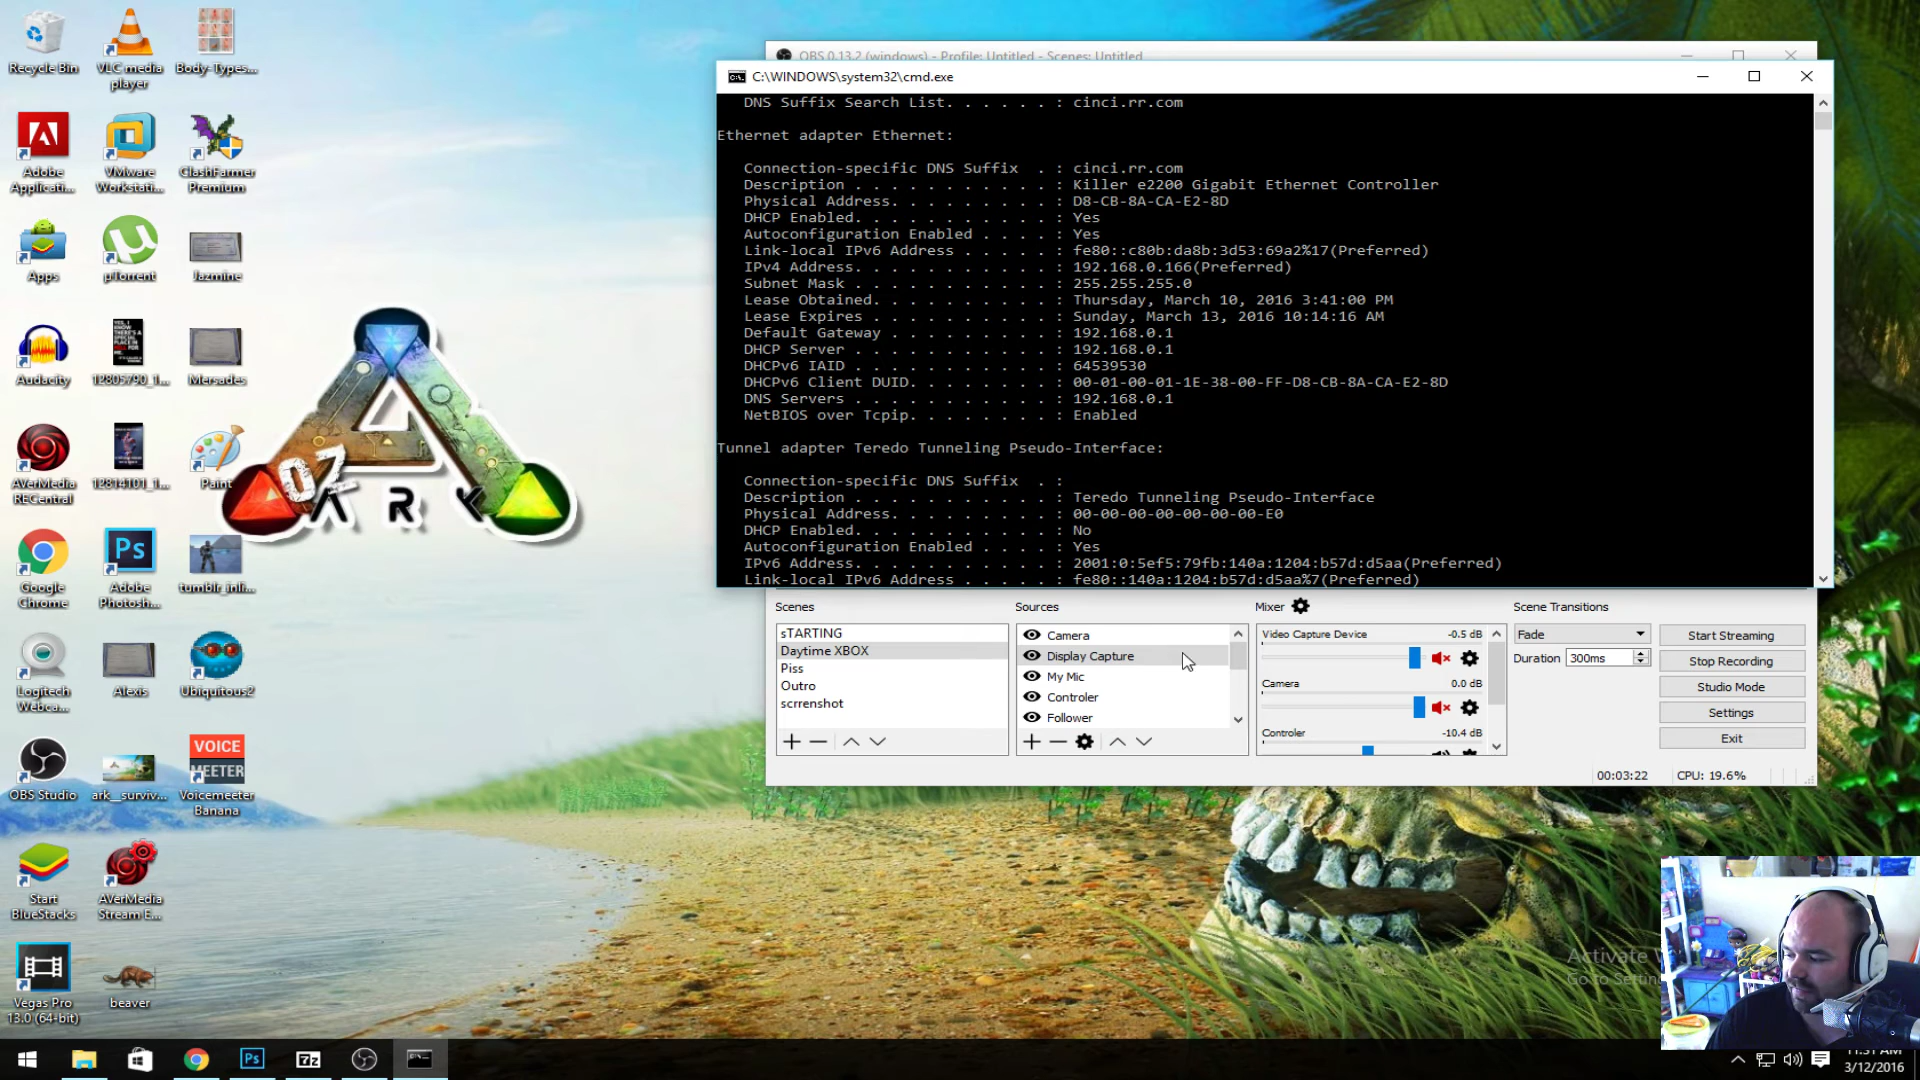 Recycle Bin
VLC media player
Body-Types...
Adobe Applicati...
VMware Workstati...
ClashFarmer Premium
Apps
µTorrent
Jazmine
Audacity
12805790_1...
Mersades
AVerMedia RECentral
12814101_1...
Paint
Google Chrome
Adobe Photosh...
tumblr_inli...
Logitech Webca...
Alexis
Ubiquitous2
OBS Studio
ark_surviv...
VOICE
MEETER
Voicemeeter Banana
Start BlueStacks
AVerMedia Stream E...
Vegas Pro 13.0 (64-bit)
beaver
Ps
07
ARK
OBS 0.13.2 (windows) - Profile: Untitled - Scenes: Untitled
C:\WINDOWS\system32\cmd.exe
DNS Suffix Search List. . . . . . : cinci.rr.com
Ethernet adapter Ethernet:
Connection-specific DNS Suffix . : cinci.rr.com
Description . . . . . . . . . . . : Killer e2200 Gigabit Ethernet Controller
Physical Address. . . . . . . . . : D8-CB-8A-CA-E2-8D
DHCP Enabled. . . . . . . . . . . : Yes
Autoconfiguration Enabled . . . . : Yes
Link-local IPv6 Address . . . . . : fe80::c80b:da8b:3d53:69a2%17(Preferred)
IPv4 Address. . . . . . . . . . . : 192.168.0.166(Preferred)
Subnet Mask . . . . . . . . . . . : 255.255.255.0
Lease Obtained. . . . . . . . . . : Thursday, March 10, 2016 3:41:00 PM
Lease Expires . . . . . . . . . . : Sunday, March 13, 2016 10:14:16 AM
Default Gateway . . . . . . . . . : 192.168.0.1
DHCP Server . . . . . . . . . . . : 192.168.0.1
DHCPv6 IAID . . . . . . . . . . . : 64539530
DHCPv6 Client DUID. . . . . . . . : 00-01-00-01-1E-38-00-FF-D8-CB-8A-CA-E2-8D
DNS Servers . . . . . . . . . . . : 192.168.0.1
NetBIOS over Tcpip. . . . . . . . : Enabled
Tunnel adapter Teredo Tunneling Pseudo-Interface:
Connection-specific DNS Suffix . :
Description . . . . . . . . . . . : Teredo Tunneling Pseudo-Interface
Physical Address. . . . . . . . . : 00-00-00-00-00-00-00-E0
DHCP Enabled. . . . . . . . . . . : No
Autoconfiguration Enabled . . . . : Yes
IPv6 Address. . . . . . . . . . . : 2001:0:5ef5:79fb:140a:1204:b57d:d5aa(Preferred)
Link-local IPv6 Address . . . . . : fe80::140a:1204:b57d:d5aa%7(Preferred)
Scenes
sTARTING
Daytime XBOX
Piss
Outro
scrrenshot
Sources
Camera
Display Capture
My Mic
Controler
Follower
Mixer
Video Capture Device -0.5 dB
Camera 0.0 dB
Controler -10.4 dB
Scene Transitions
Fade
Duration 300ms
Start Streaming
Stop Recording
Studio Mode
Settings
Exit
00:03:22 CPU: 19.6%
Activate
Go to Settin
Ps
7z
11:31 AM
3/12/2016